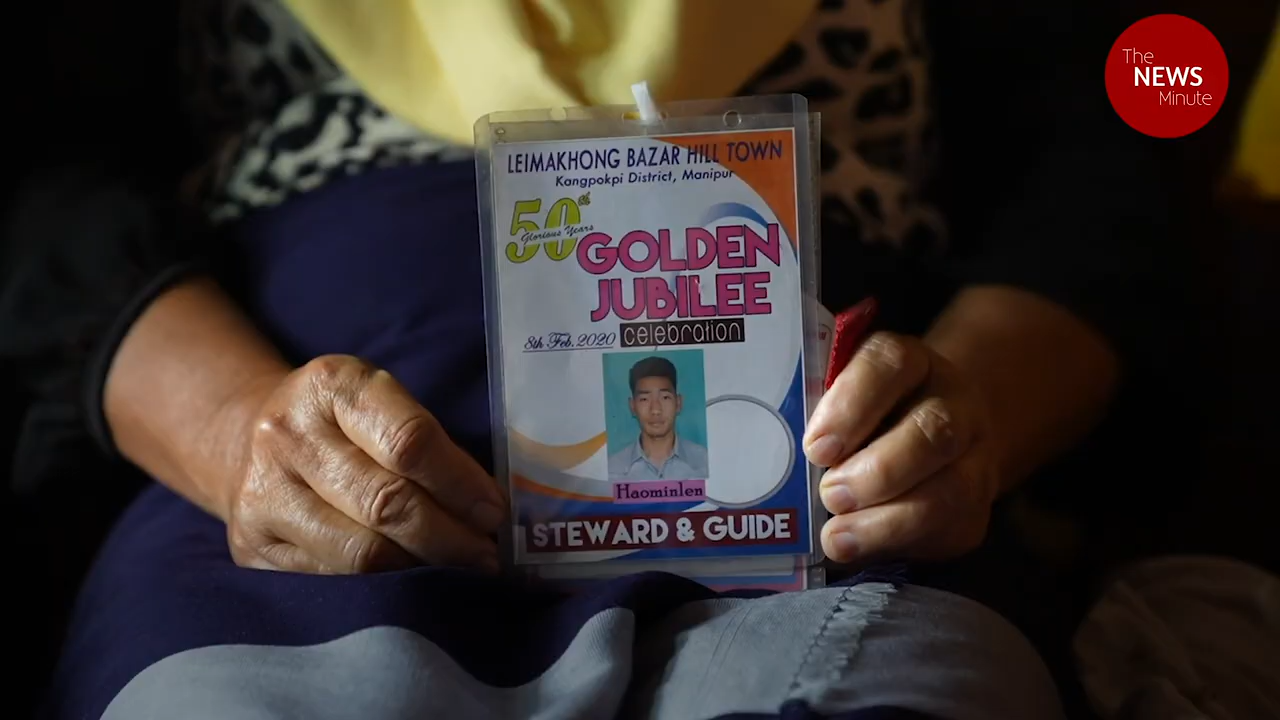 The
NEWS
Minute
LEIMAKHONG BAZAR HILL TOWN
Kangpokpi District, Manipur
50th
Glorious Years
GOLDEN
JUBILEE
8th Feb. 2020 celebration
Haominlen
STEWARD & GUIDE